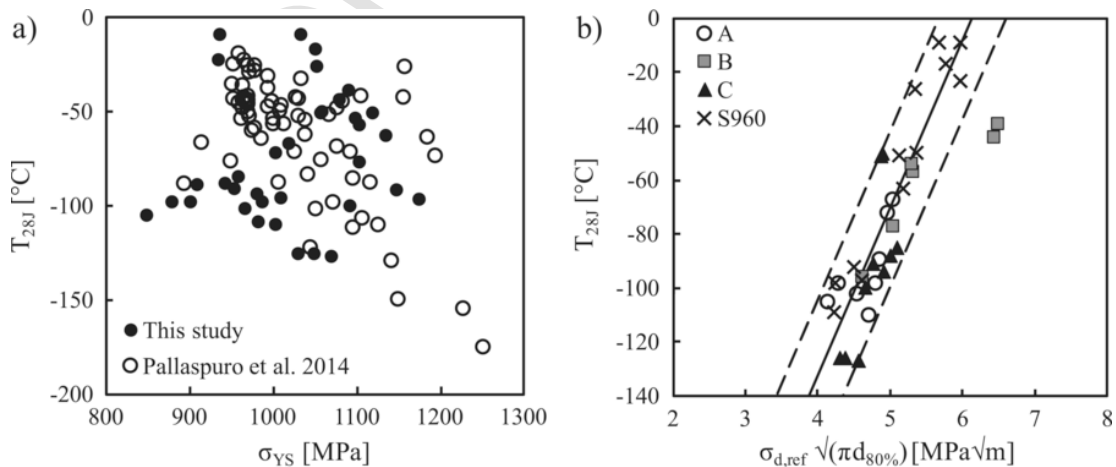 a)
0
-50
-100
-150
-200
T28J [°C]
This study
Pallaspuro et al. 2014
800 900 1000 1100 1200 1300
σYS [MPa]
b)
0
-20
-40
-60
-80
-100
-120
-140
T28J [°C]
A
B
C
S960
2 3 4 5 6 7 8
σd,ref √(πd80%) [MPa√m]